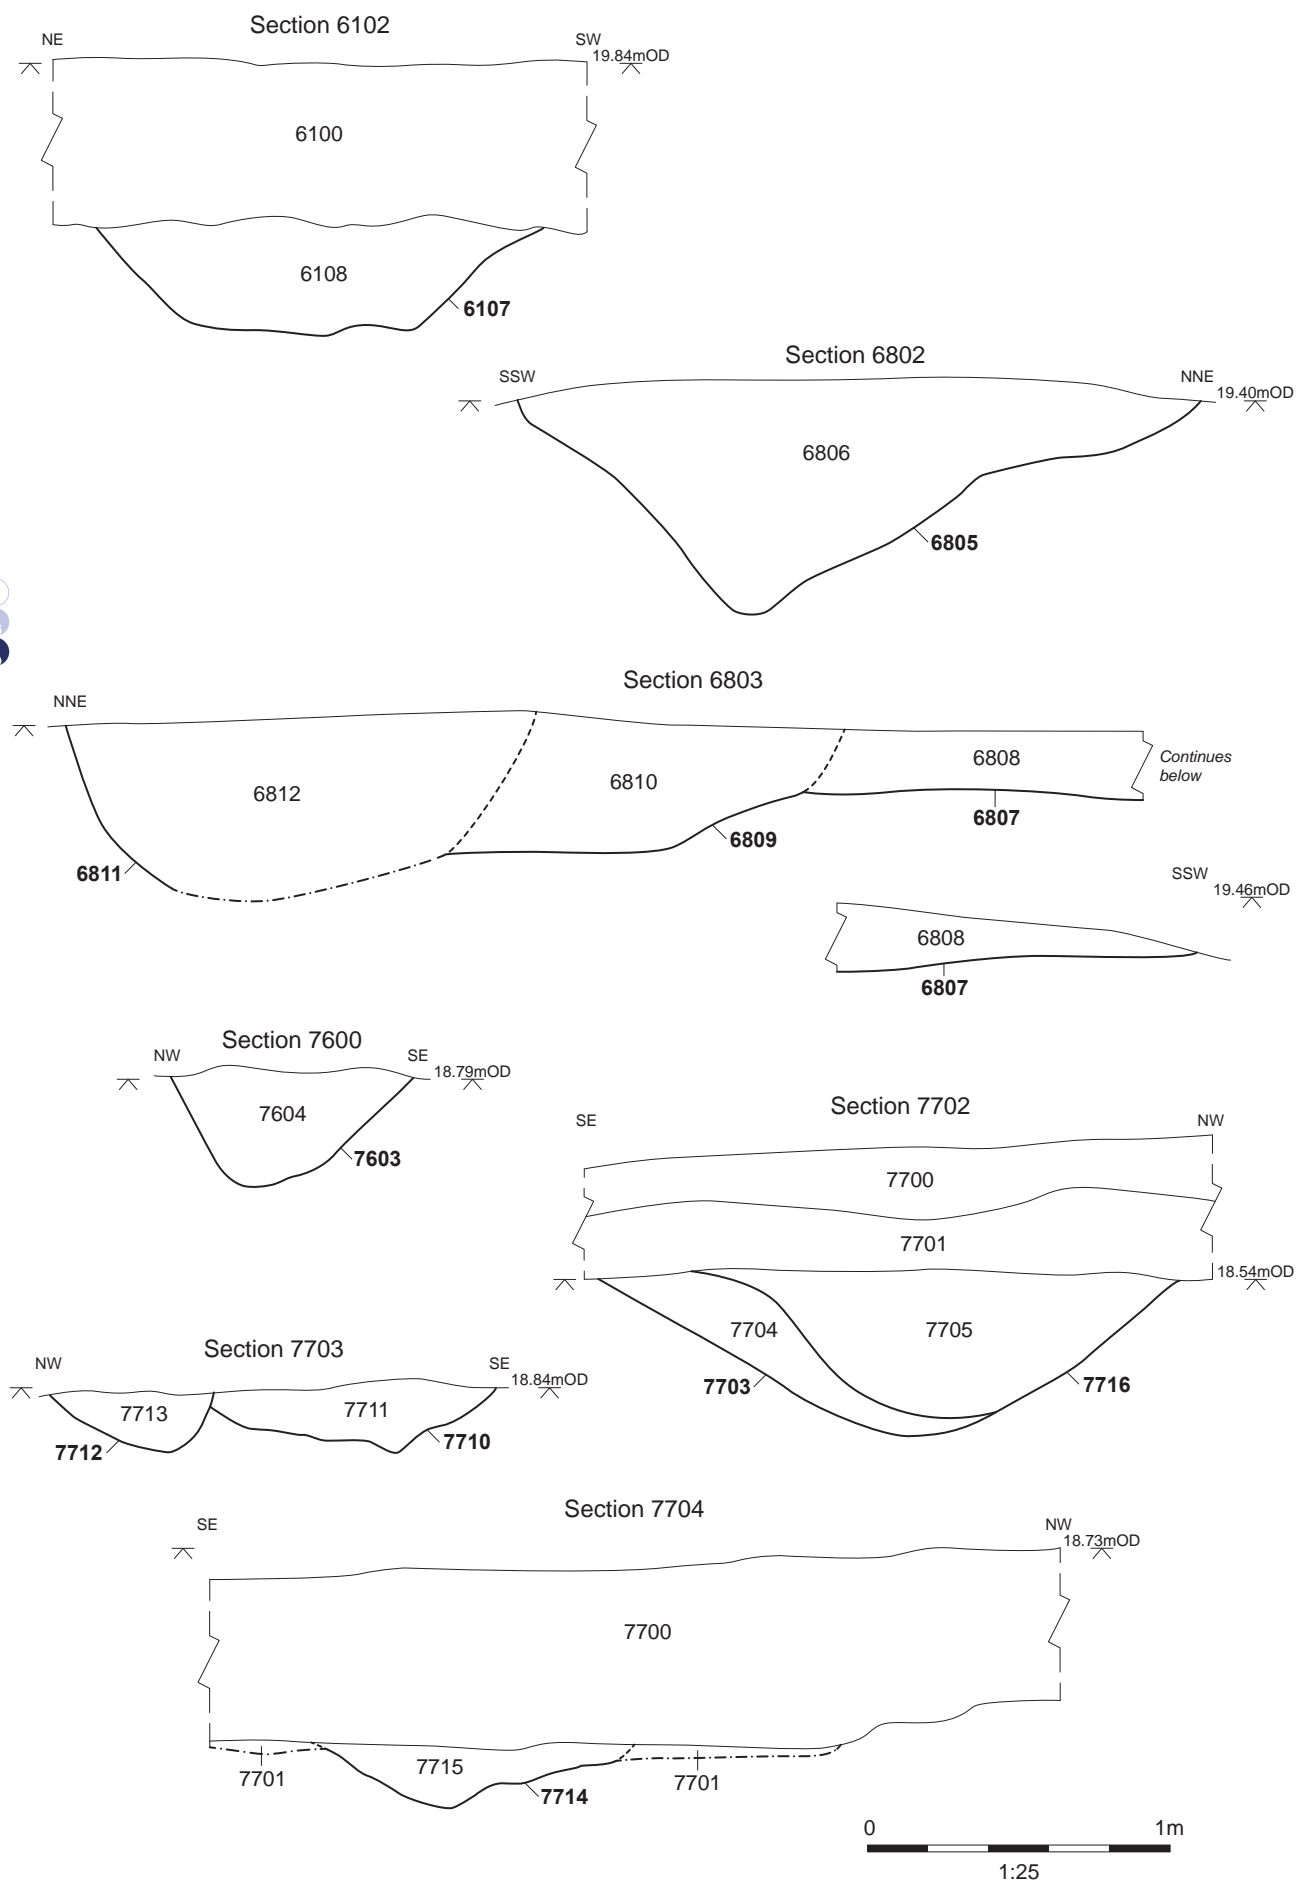 Section 6102
NE
SW
19.84mOD
6100
6108
6107
Section 6802
SSW
NNE
19.40mOD
6806
6805
Section 6803
NNE
6812
6810
6808
Continues
below
6807
6809
6811
SSW
19.46mOD
6808
6807
Section 7600
NW
SE
18.79mOD
7604
7603
Section 7702
SE
NW
7700
7701
18.54mOD
7704
7705
7703
7716
Section 7703
NW
SE
18.84mOD
7713
7711
7712
7710
Section 7704
SE
NW
18.73mOD
7700
7701
7715
7714
7701
0
1m
1:25